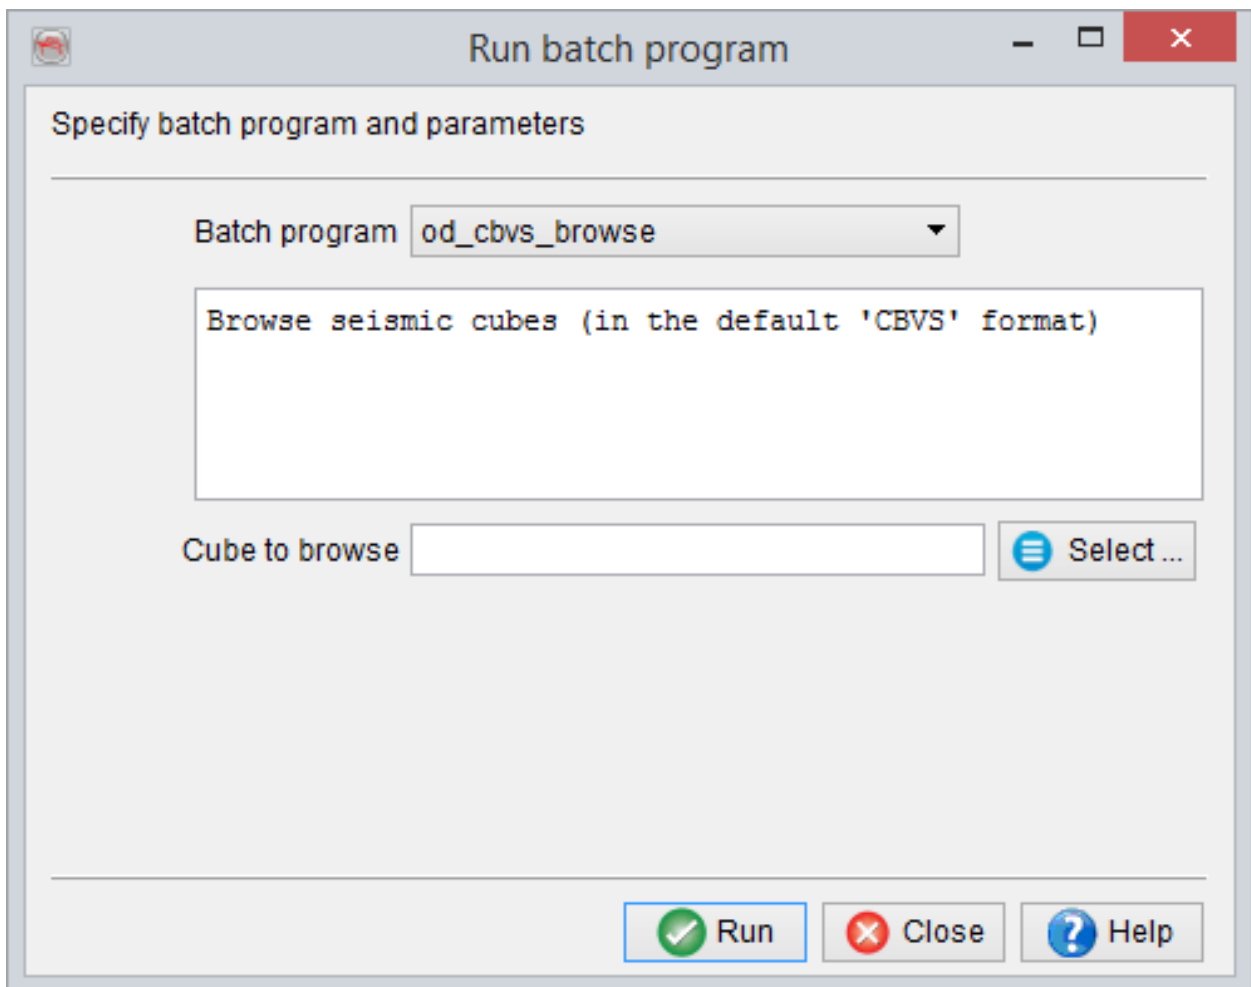 Run batch program
Specify batch program and parameters
Batch program od_cbvs_browse
Browse seismic cubes (in the default 'CBVS' format)
Cube to browse Select ...
Run Close Help